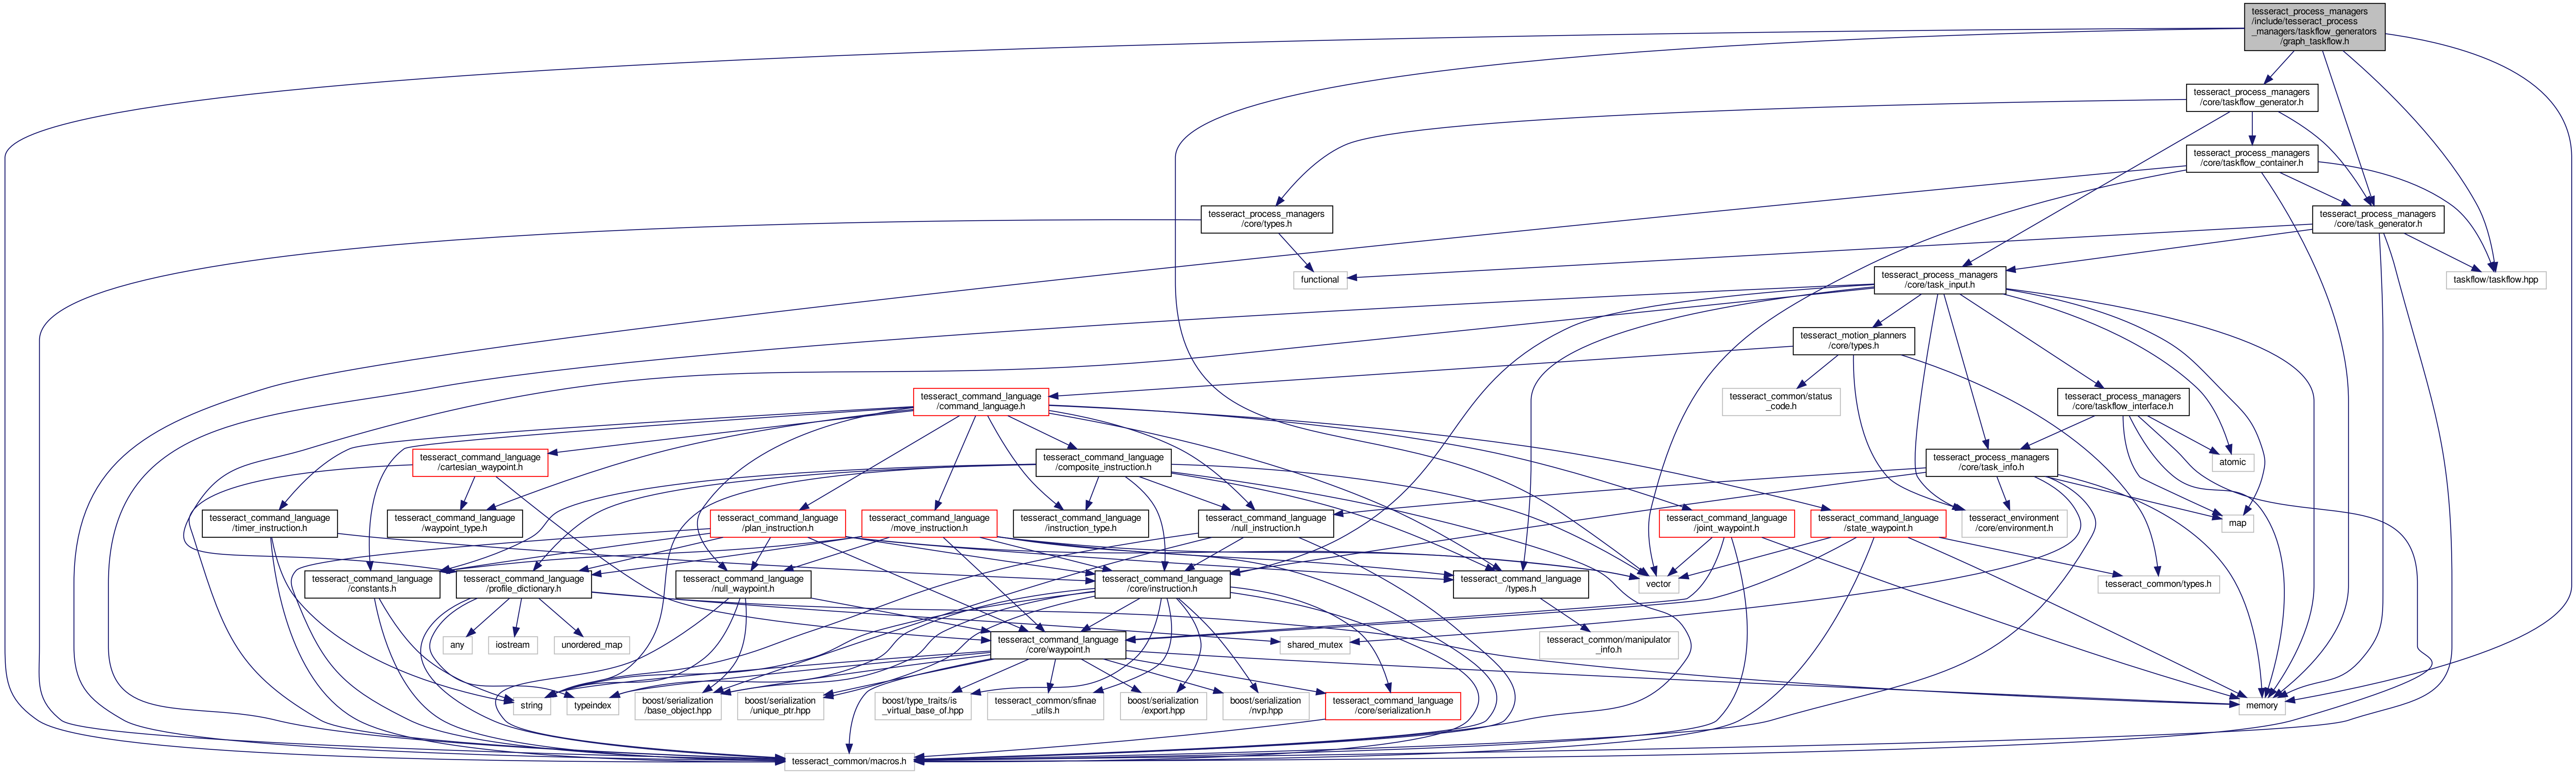 tesseract_process_managers
/include/tesseract_process
_managers/taskflow_generators
/graph_taskflow.h
tesseract_process_managers
/core/taskflow_generator.h
tesseract_process_managers
/core/taskflow_container.h
tesseract_process_managers
/core/types.h
tesseract_process_managers
/core/task_generator.h
functional
tesseract_process_managers
/core/task_input.h
taskflow/taskflow.hpp
tesseract_motion_planners
/core/types.h
tesseract_command_language
/command_language.h
tesseract_common/status
_code.h
tesseract_process_managers
/core/taskflow_interface.h
tesseract_command_language
/cartesian_waypoint.h
tesseract_command_language
/composite_instruction.h
tesseract_process_managers
/core/task_info.h
atomic
tesseract_command_language
/timer_instruction.h
tesseract_command_language
/waypoint_type.h
tesseract_command_language
/plan_instruction.h
tesseract_command_language
/move_instruction.h
tesseract_command_language
/instruction_type.h
tesseract_command_language
/null_instruction.h
tesseract_command_language
/joint_waypoint.h
tesseract_command_language
/state_waypoint.h
tesseract_environment
/core/environment.h
map
tesseract_command_language
/constants.h
tesseract_command_language
/profile_dictionary.h
tesseract_command_language
/null_waypoint.h
tesseract_command_language
/core/instruction.h
tesseract_command_language
/types.h
vector
tesseract_common/types.h
any
iostream
unordered_map
tesseract_command_language
/core/waypoint.h
shared_mutex
tesseract_common/manipulator
_info.h
string
typeindex
boost/serialization
/base_object.hpp
boost/serialization
/unique_ptr.hpp
boost/type_traits/is
_virtual_base_of.hpp
tesseract_common/sfinae
_utils.h
boost/serialization
/export.hpp
boost/serialization
/nvp.hpp
tesseract_command_language
/core/serialization.h
memory
tesseract_common/macros.h